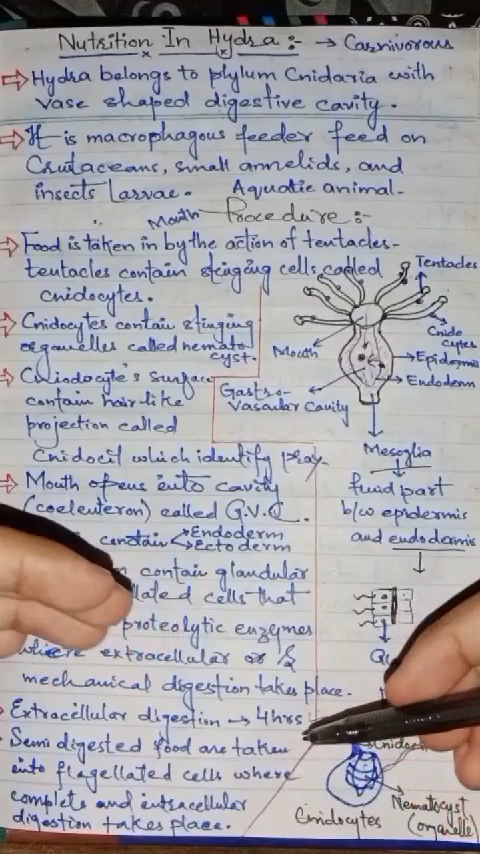 Nutrition In Hydra :- → Carnivorous
⇒ Hydra belongs to phylum Cnidaria with
vase shaped digestive cavity.
⇒ It is macrophagous feeder feed on
Crutaceans, small annelids, and
insects Larvae. Aquatic animal-
Mouth Procedure :-
⇒ Food is taken in by the action of tentacles-
tentacles contain stinging cells called
cnidocytes.
⇒ Cnidocytes contain stinging
organelles called nemato
cyst.
⇒ Cniodocyte's surface
contain hair like
projection called
Cnidocil which identify pray.
⇒ Mouth opens into cavity
(coelenteron) called G.V.C.
contain Endoderm
Ectoderm
contain glandular
cells that
proteolytic enzymes
where extracellular or &
mechanical digestion takes place.
Extracellular digestion → 4hrs
Semi digested food are taken
into flagellated cells where
complete and intracellular
digestion takes place.
Tentacles
Cnido
cytes
Mouth
Epidermis
Endoderm
Gastro-
Vascular Cavity
Mesoglia
fluid part
b/w epidermis
and endodermis
Nematocyst
(organelle)
Cnidocytes